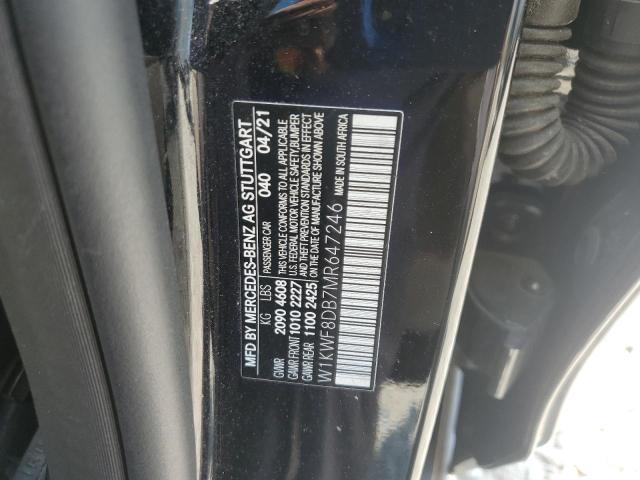 MFD BY MERCEDES-BENZ AG STUTTGART
KG LBS PASSENGER CAR 040 04/21
GVWR 2090 4608 THIS VEHICLE CONFORMS TO ALL APPLICABLE
GAWR FRONT 1010 2227 U.S. FEDERAL MOTOR VEHICLE SAFETY, BUMPER
GAWR REAR 1100 2425 AND THEFT PREVENTION STANDARDS IN EFFECT
ON THE DATE OF MANUFACTURE SHOWN ABOVE
W1KWF8DB7MR647246 MADE IN SOUTH AFRICA